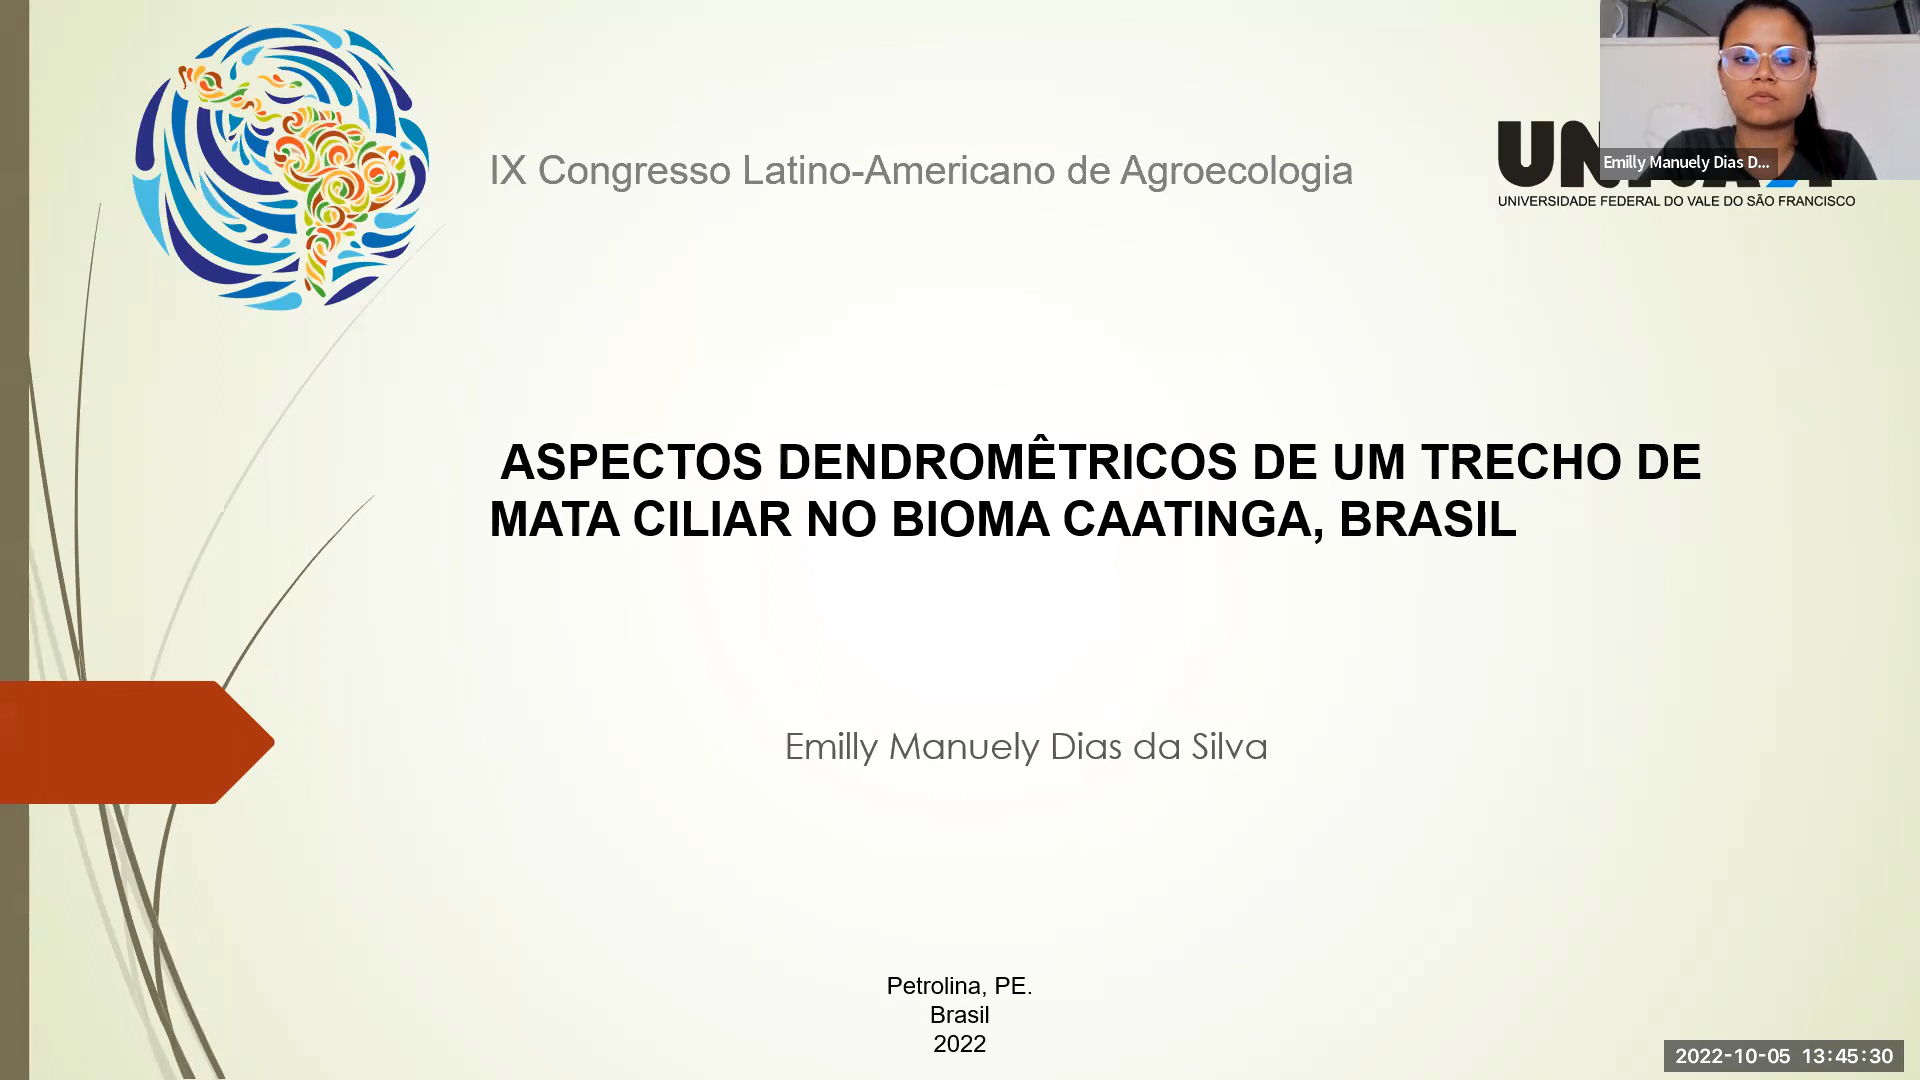 IX Congresso Latino-Americano de Agroecologia
UNIVERSIDADE FEDERAL DO VALE DO SÃO FRANCISCO
Emilly Manuely Dias D...
ASPECTOS DENDROMÊTRICOS DE UM TRECHO DE
MATA CILIAR NO BIOMA CAATINGA, BRASIL
Emilly Manuely Dias da Silva
Petrolina, PE.
Brasil
2022
2022-10-05 13:45:30